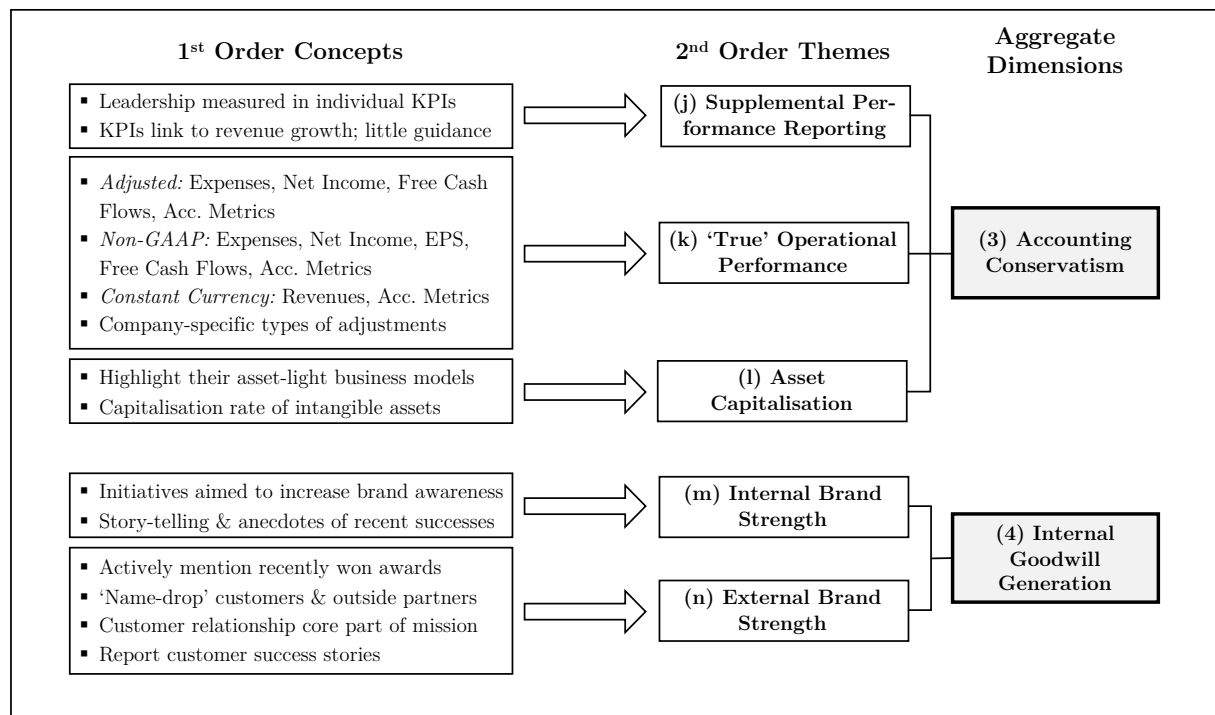 1st Order Concepts
2nd Order Themes
Aggregate
Dimensions
▪ Leadership measured in individual KPIs
▪ KPIs link to revenue growth; little guidance
(j) Supplemental Per-
formance Reporting
▪ Adjusted: Expenses, Net Income, Free Cash
Flows, Acc. Metrics
▪ Non-GAAP: Expenses, Net Income, EPS,
Free Cash Flows, Acc. Metrics
▪ Constant Currency: Revenues, Acc. Metrics
▪ Company-specific types of adjustments
(k) ‘True’ Operational
Performance
(3) Accounting
Conservatism
▪ Highlight their asset-light business models
▪ Capitalisation rate of intangible assets
(l) Asset
Capitalisation
▪ Initiatives aimed to increase brand awareness
▪ Story-telling & anecdotes of recent successes
(m) Internal Brand
Strength
▪ Actively mention recently won awards
▪ ‘Name-drop’ customers & outside partners
▪ Customer relationship core part of mission
▪ Report customer success stories
(n) External Brand
Strength
(4) Internal
Goodwill
Generation